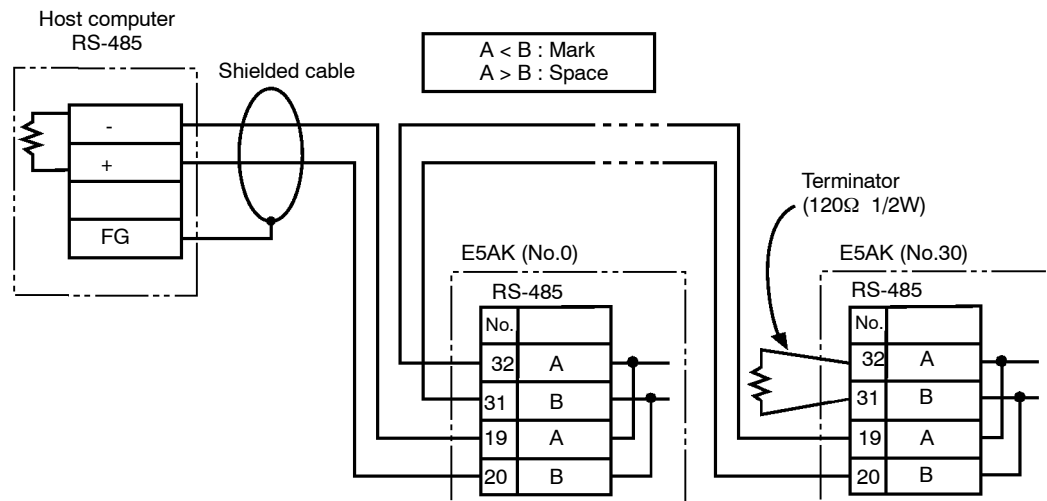 Host computer
RS-485
Shielded cable
A < B : Mark
A > B : Space
-
+
FG
Terminator
(120Ω 1/2W)
E5AK (No.0)
RS-485
No.
32 A
31 B
19 A
20 B
E5AK (No.30)
RS-485
No.
32 A
31 B
19 A
20 B